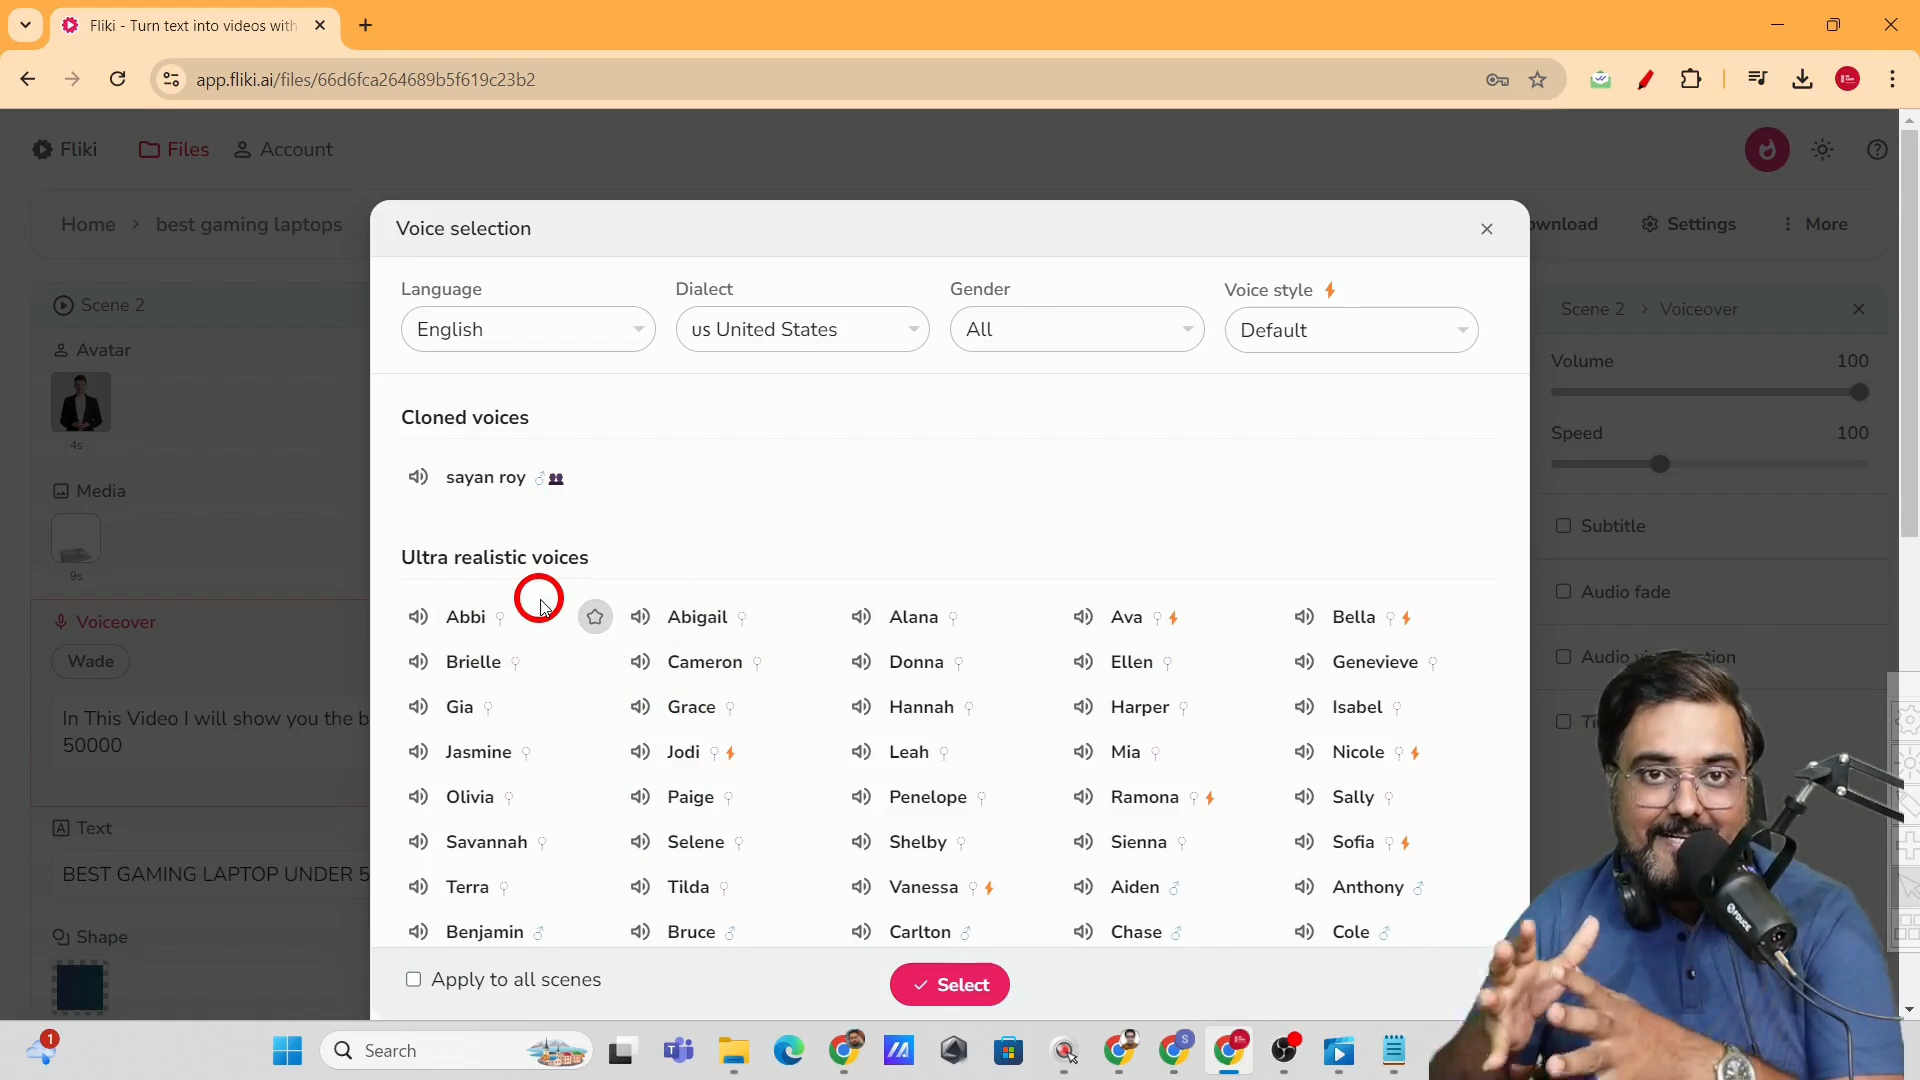 Fliki - Turn text into videos with
app.fliki.ai/files/66d6fca264689b5f619c23b2
Fliki
Files
Account
Home > best gaming laptops
ownload
Settings
More
Voice selection
Language
Dialect
Gender
Voice style
English
us United States
All
Default
Cloned voices
sayan roy
Ultra realistic voices
Abbi
Abigail
Alana
Ava
Bella
Brielle
Cameron
Donna
Ellen
Genevieve
Gia
Grace
Hannah
Harper
Isabel
Jasmine
Jodi
Leah
Mia
Nicole
Olivia
Paige
Penelope
Ramona
Sally
Savannah
Selene
Shelby
Sienna
Sofia
Terra
Tilda
Vanessa
Aiden
Anthony
Benjamin
Bruce
Carlton
Chase
Cole
Apply to all scenes
Select
Scene 2
Avatar
4s
Media
9s
Voiceover
Wade
In This Video I will show you the b
50000
Text
BEST GAMING LAPTOP UNDER 5
Shape
Scene 2 > Voiceover
Volume 100
Speed 100
Subtitle
Audio fade
Audio
1
Search
S